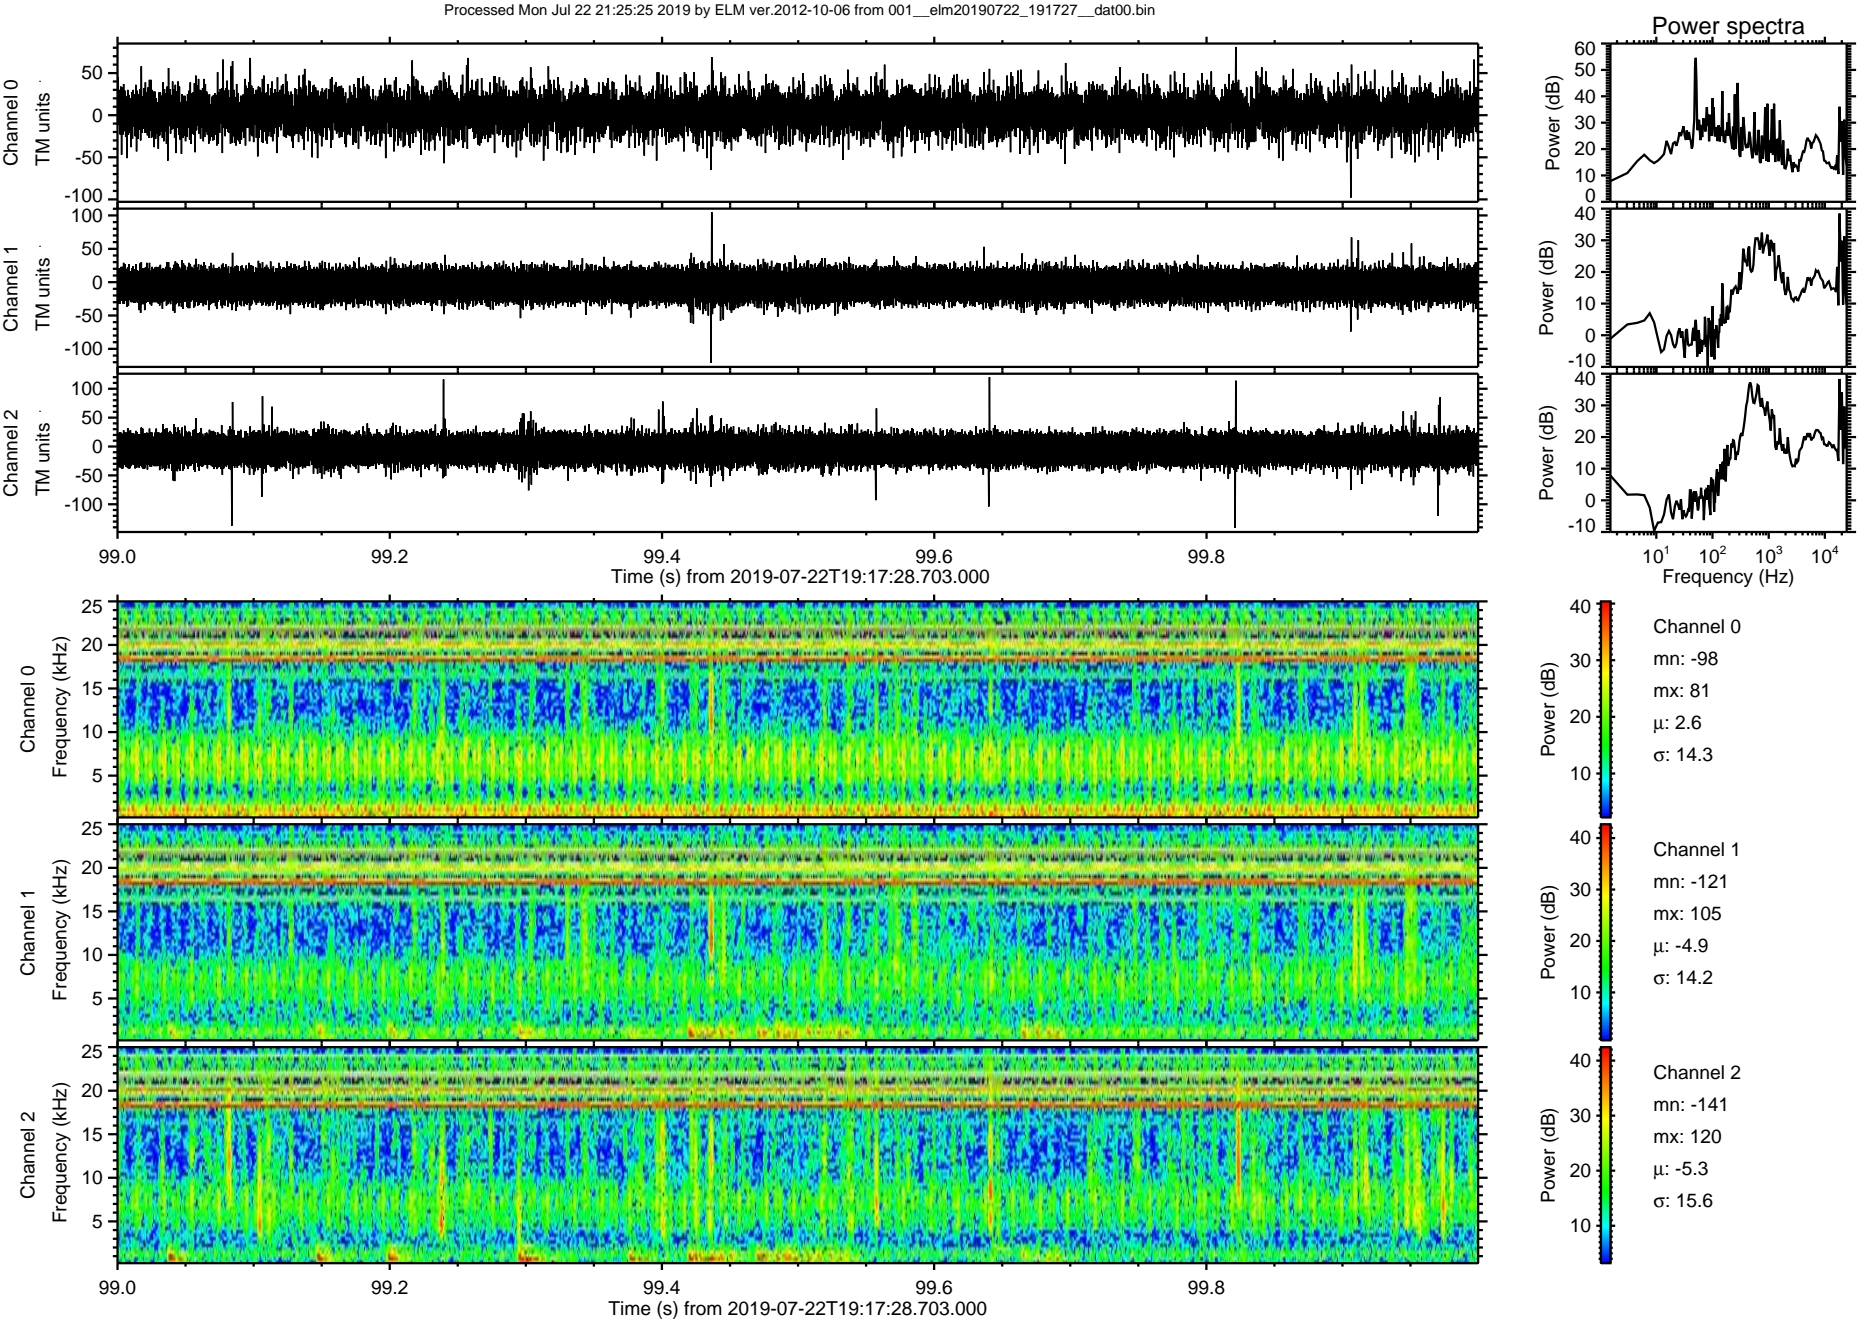 Processed Mon Jul 22 21:25:25 2019 by ELM ver.2012-10-06 from 001__elm20190722_191727__dat00.bin
Power spectra
Channel 0
TM units
50
0
-50
-100
Power (dB)
60
50
40
30
20
10
0
Channel 1
TM units
100
50
0
-50
-100
Power (dB)
40
30
20
10
0
-10
Channel 2
TM units
100
50
0
-50
-100
Power (dB)
40
30
20
10
0
-10
99.0 99.2 99.4 99.6 99.8
Time (s) from 2019-07-22T19:17:28.703.000
10¹ 10² 10³ 10⁴
Frequency (Hz)
Channel 0
Frequency (kHz)
25
20
15
10
5
Power (dB)
40
30
20
10
Channel 0
mn: -98
mx: 81
μ: 2.6
σ: 14.3
Channel 1
Frequency (kHz)
25
20
15
10
5
Power (dB)
40
30
20
10
Channel 1
mn: -121
mx: 105
μ: -4.9
σ: 14.2
Channel 2
Frequency (kHz)
25
20
15
10
5
Power (dB)
40
30
20
10
Channel 2
mn: -141
mx: 120
μ: -5.3
σ: 15.6
99.0 99.2 99.4 99.6 99.8
Time (s) from 2019-07-22T19:17:28.703.000